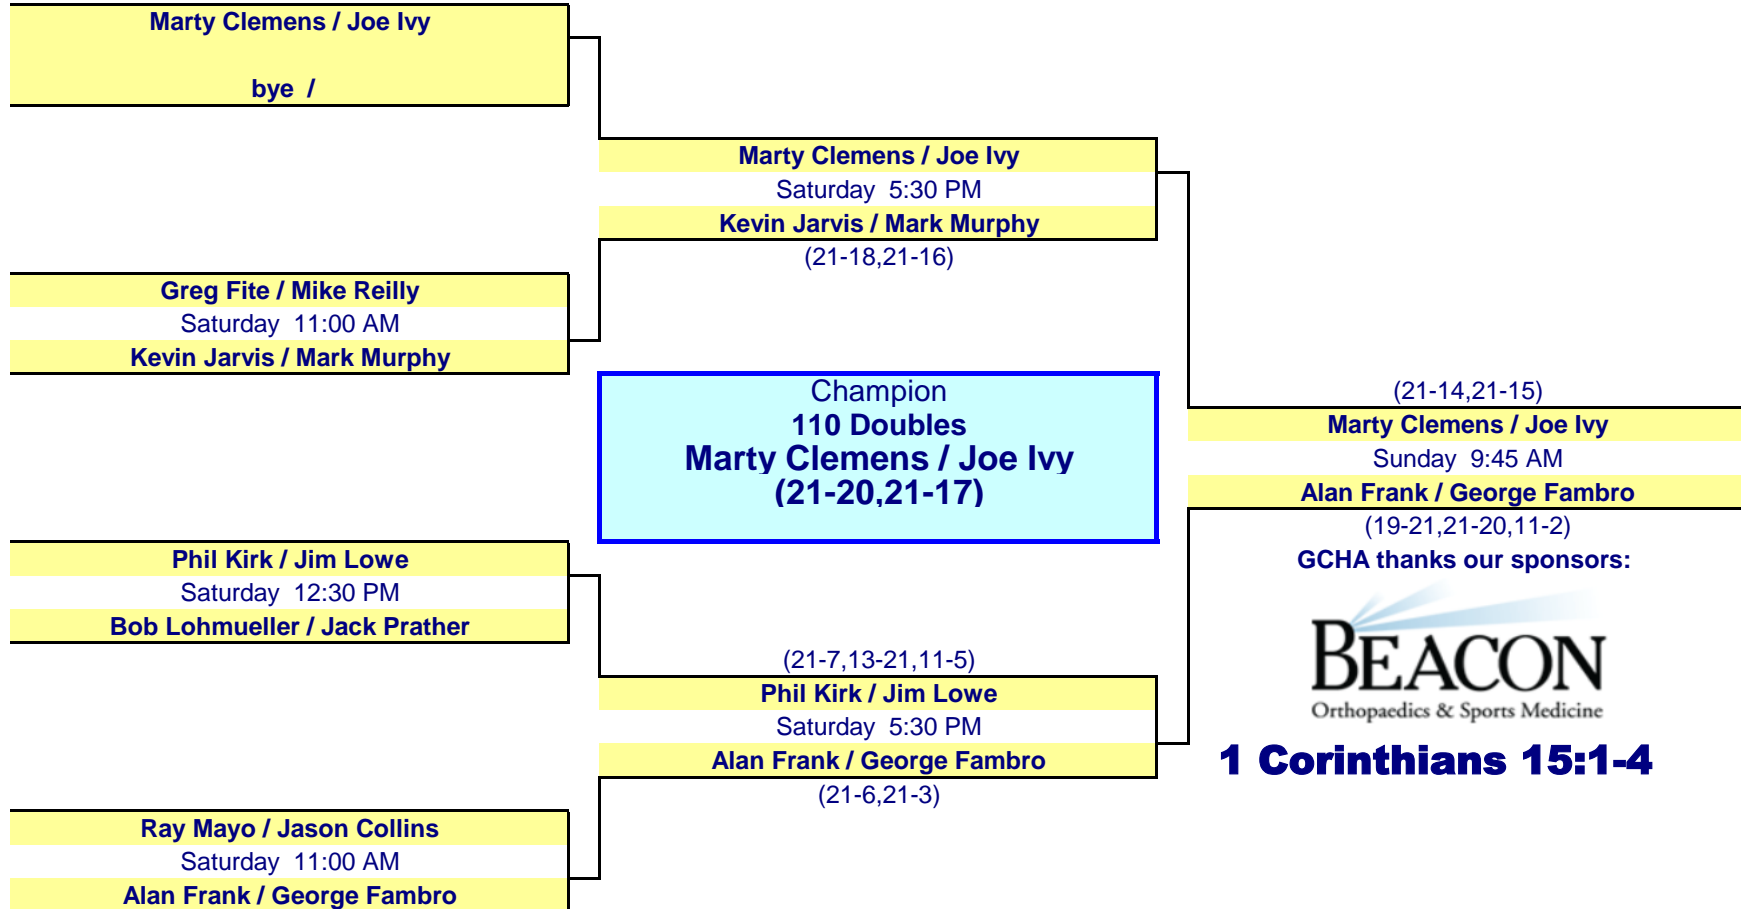 Marty Clemens / Joe Ivy
bye /
Greg Fite / Mike Reilly
Saturday 11:00 AM
Kevin Jarvis / Mark Murphy
Phil Kirk / Jim Lowe
Saturday 12:30 PM
Bob Lohmueller / Jack Prather
Ray Mayo / Jason Collins
Saturday 11:00 AM
Alan Frank / George Fambro
Marty Clemens / Joe Ivy
Saturday 5:30 PM
Kevin Jarvis / Mark Murphy
(21-18,21-16)
Champion
110 Doubles
Marty Clemens / Joe Ivy
(21-20,21-17)
(21-7,13-21,11-5)
Phil Kirk / Jim Lowe
Saturday 5:30 PM
Alan Frank / George Fambro
(21-6,21-3)
(21-14,21-15)
Marty Clemens / Joe Ivy
Sunday 9:45 AM
Alan Frank / George Fambro
(19-21,21-20,11-2)
GCHA thanks our sponsors:
BEACON
Orthopaedics & Sports Medicine
1 Corinthians 15:1-4